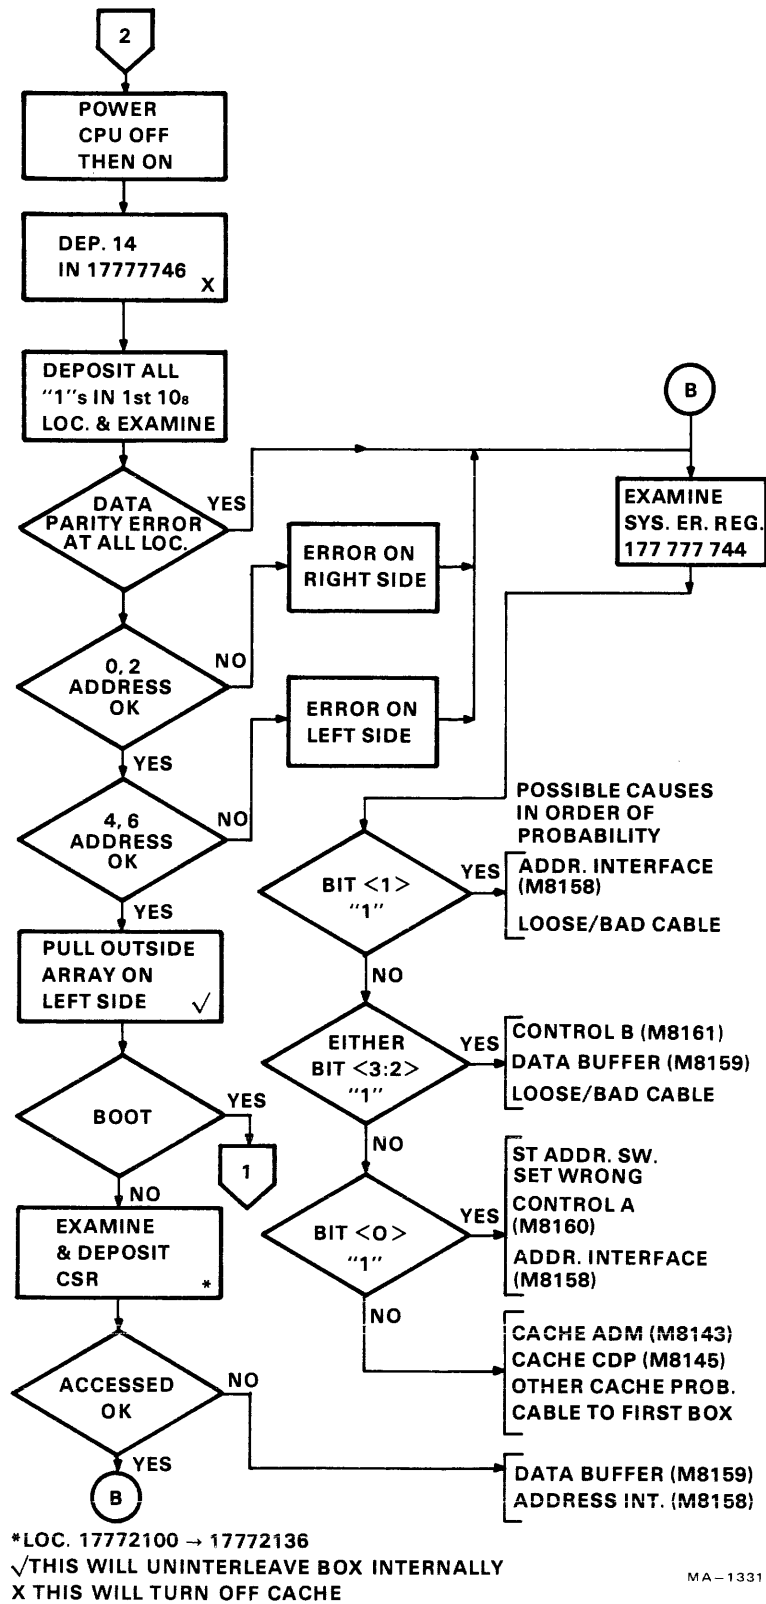 2
POWER
CPU OFF
THEN ON
DEP. 14
IN 17777746
X
DEPOSIT ALL
"1"s IN 1st 10₈
LOC. & EXAMINE
B
DATA
PARITY ERROR
AT ALL LOC.
YES
EXAMINE
SYS. ER. REG.
177 777 744
ERROR ON
RIGHT SIDE
0, 2
ADDRESS
OK
NO
YES
ERROR ON
LEFT SIDE
4, 6
ADDRESS
OK
NO
YES
POSSIBLE CAUSES
IN ORDER OF
PROBABILITY
BIT <1>
"1"
YES
ADDR. INTERFACE
(M8158)
LOOSE/BAD CABLE
NO
PULL OUTSIDE
ARRAY ON
LEFT SIDE √
EITHER
BIT <3:2>
"1"
YES
CONTROL B (M8161)
DATA BUFFER (M8159)
LOOSE/BAD CABLE
NO
BOOT
YES
1
NO
BIT <0>
"1"
YES
ST ADDR. SW.
SET WRONG
CONTROL A
(M8160)
ADDR. INTERFACE
(M8158)
NO
EXAMINE
& DEPOSIT
CSR *
CACHE ADM (M8143)
CACHE CDP (M8145)
OTHER CACHE PROB.
CABLE TO FIRST BOX
ACCESSED
OK
NO
YES
B
DATA BUFFER (M8159)
ADDRESS INT. (M8158)
*LOC. 17772100 → 17772136
√THIS WILL UNINTERLEAVE BOX INTERNALLY
X THIS WILL TURN OFF CACHE
MA-1331